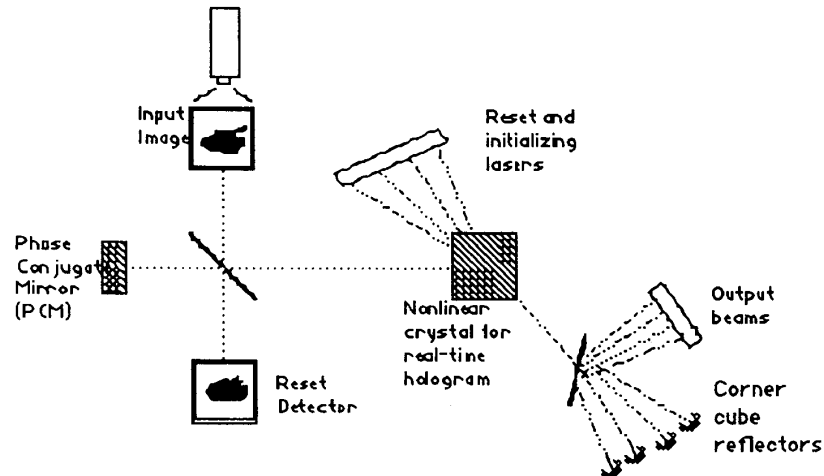 Input
Image
Reset and
initializing
lasers
Phase
Conjugate
Mirror
(PCM)
Nonlinear
crystal for
real-time
hologram
Output
beams
Reset
Detector
Corner
cube
reflectors